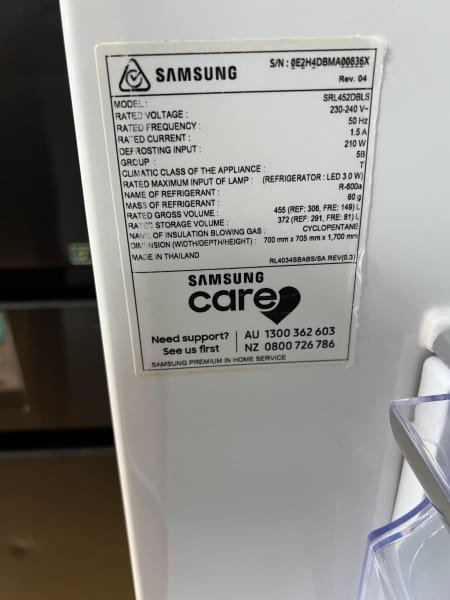 SAMSUNG
S/N : 0E2H4DBMA00836X
Rev. 04
MODEL : SRL452DBLS
RATED VOLTAGE : 230-240 V~
RATED FREQUENCY : 50 Hz
RATED CURRENT : 1.5 A
DEFROSTING INPUT : 210 W
GROUP : 5B
CLIMATIC CLASS OF THE APPLIANCE : T
RATED MAXIMUM INPUT OF LAMP : (REFRIGERATOR : LED 3.0 W)
NAME OF REFRIGERANT : R-600a
MASS OF REFRIGERANT : 60 g
RATED GROSS VOLUME : 455 (REF: 306, FRE: 149) L
RATED STORAGE VOLUME : 372 (REF: 291, FRE: 81) L
NAME OF INSULATION BLOWING GAS : CYCLOPENTANE
DIMENSION (WIDTH/DEPTH/HEIGHT) : 700 mm x 705 mm x 1,700 mm
MADE IN THAILAND RL4034SBABS/SA REV(0.3)
SAMSUNG
care
Need support? AU 1300 362 603
See us first NZ 0800 726 786
SAMSUNG PREMIUM IN HOME SERVICE